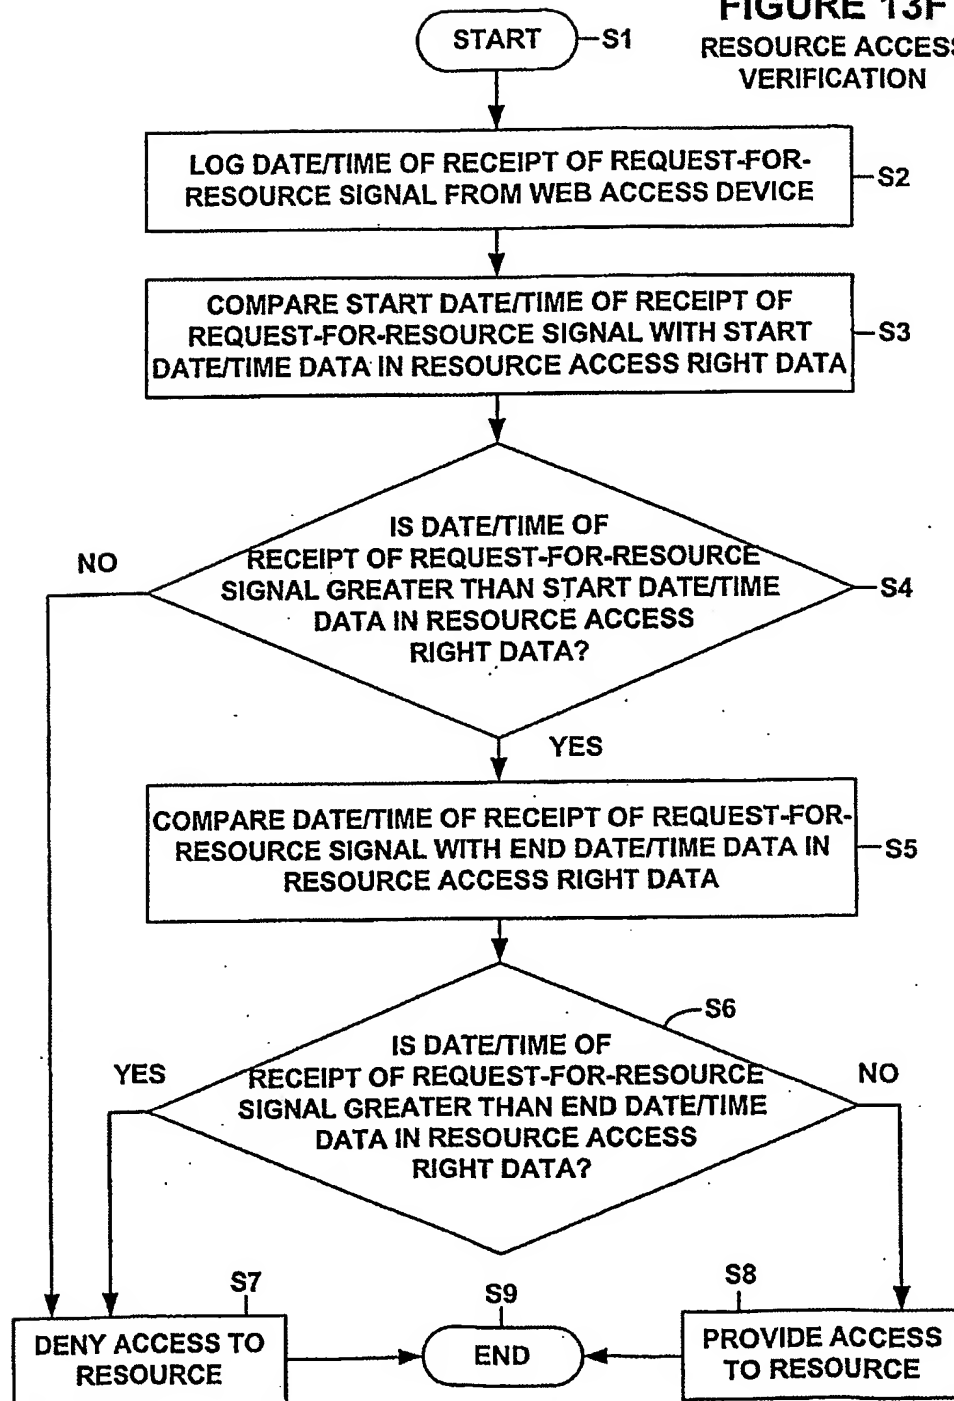 FIGURE 13F
RESOURCE ACCESS
VERIFICATION
START
S1
LOG DATE/TIME OF RECEIPT OF REQUEST-FOR-
RESOURCE SIGNAL FROM WEB ACCESS DEVICE
S2
COMPARE START DATE/TIME OF RECEIPT OF
REQUEST-FOR-RESOURCE SIGNAL WITH START
DATE/TIME DATA IN RESOURCE ACCESS RIGHT DATA
S3
IS DATE/TIME OF
RECEIPT OF REQUEST-FOR-RESOURCE
SIGNAL GREATER THAN START DATE/TIME
DATA IN RESOURCE ACCESS
RIGHT DATA?
S4
NO
YES
COMPARE DATE/TIME OF RECEIPT OF REQUEST-FOR-
RESOURCE SIGNAL WITH END DATE/TIME DATA IN
RESOURCE ACCESS RIGHT DATA
S5
S6
IS DATE/TIME OF
RECEIPT OF REQUEST-FOR-RESOURCE
SIGNAL GREATER THAN END DATE/TIME
DATA IN RESOURCE ACCESS
RIGHT DATA?
YES
NO
S7
DENY ACCESS TO
RESOURCE
S9
END
S8
PROVIDE ACCESS
TO RESOURCE